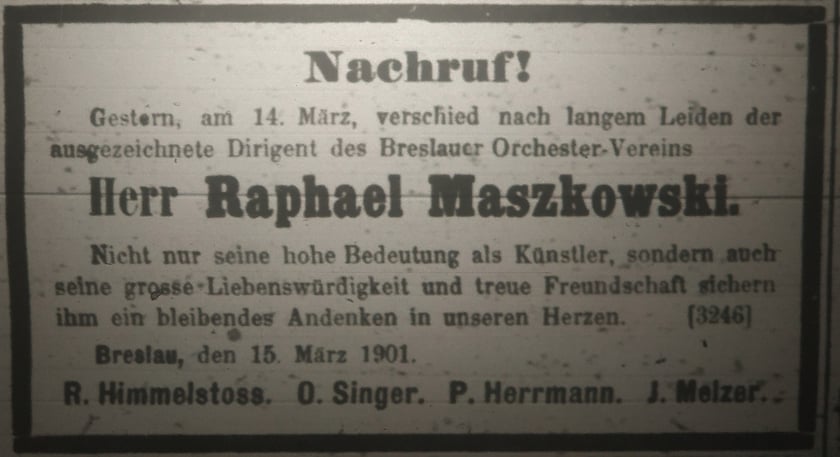 Nachruf!
Gestern, am 14. März, verschied nach langem Leiden der
ausgezeichnete Dirigent des Breslauer Orchester-Vereins
Herr Raphael Maszkowski.
Nicht nur seine hohe Bedeutung als Künstler, sondern auch
seine grosse Liebenswürdigkeit und treue Freundschaft sichern
ihm ein bleibendes Andenken in unseren Herzen. [3246]
Breslau, den 15. März 1901.
R. Himmelstoss. O. Singer. P. Herrmann. J. Melzer.